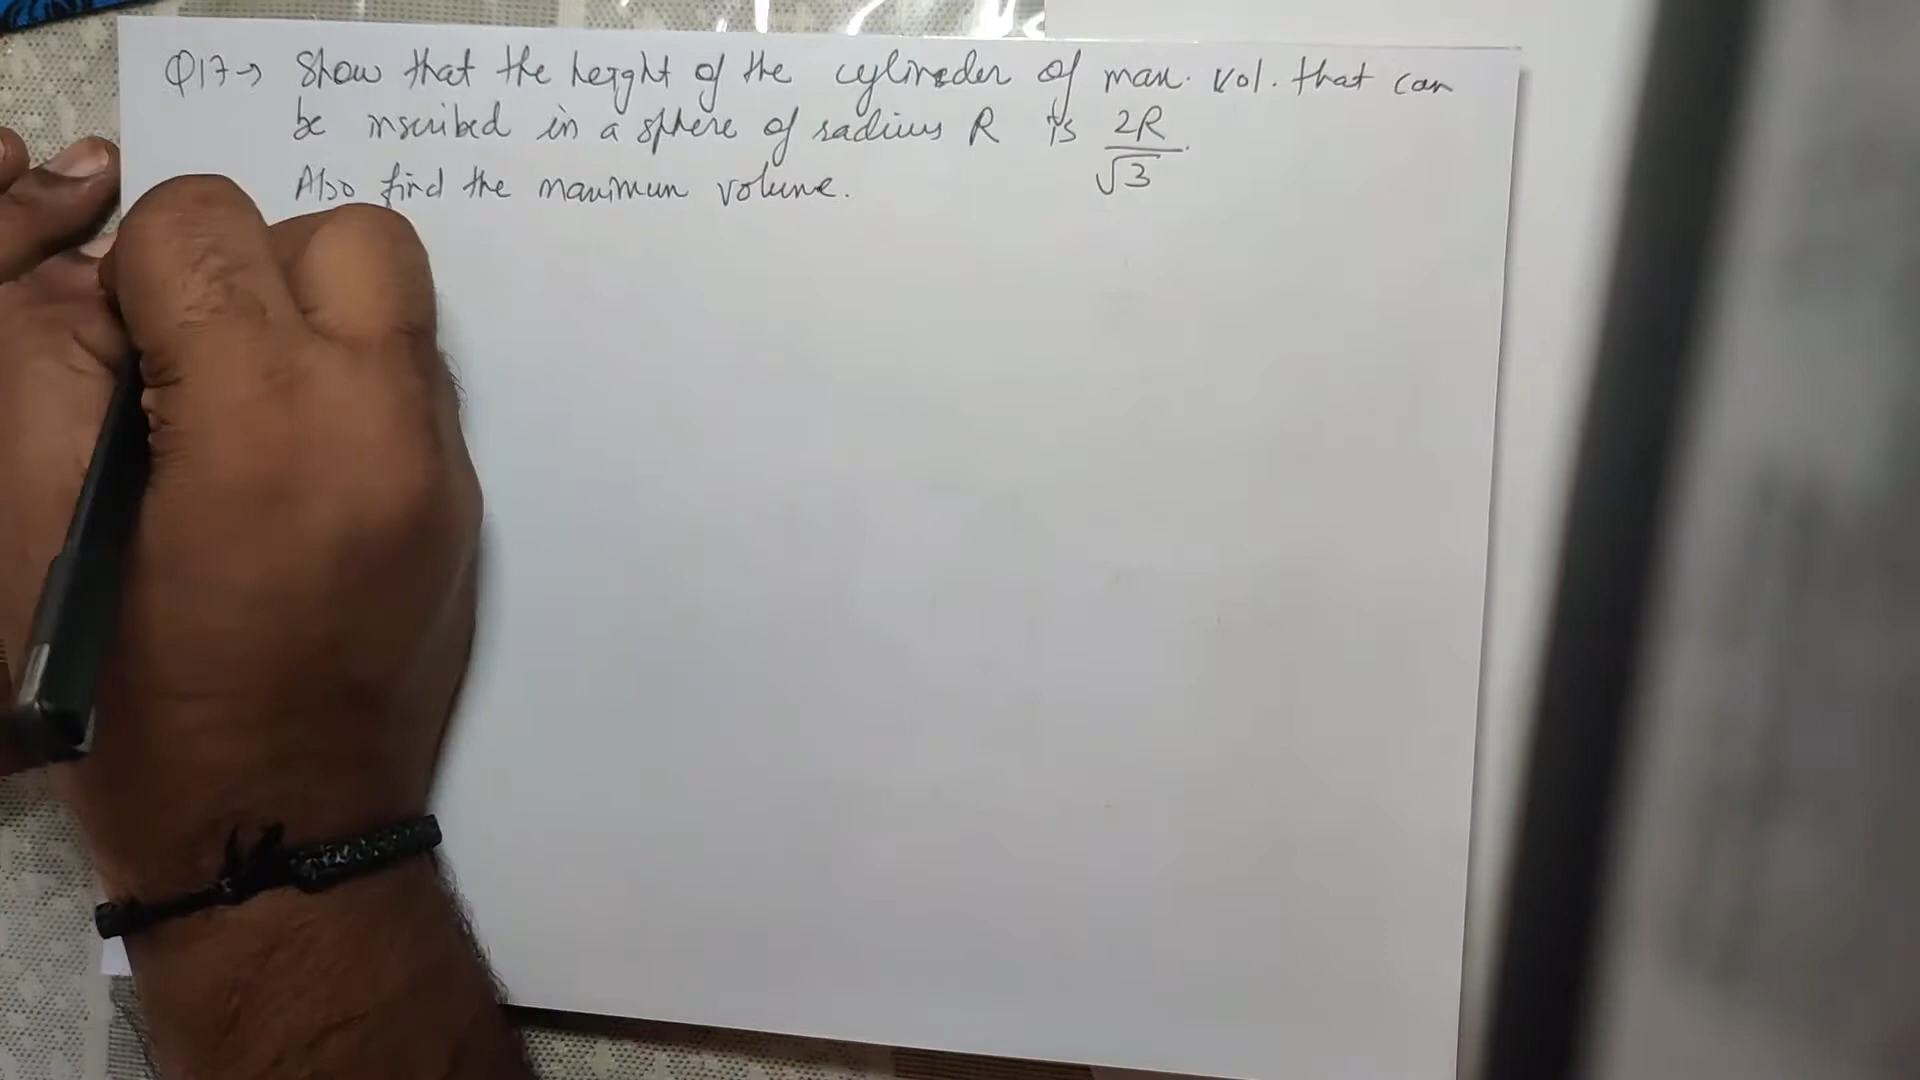 Q17→ Show that the height of the cylinder of max. vol. that can
be inscribed in a sphere of radius R is 2R/√3.
Also find the maximum volume.